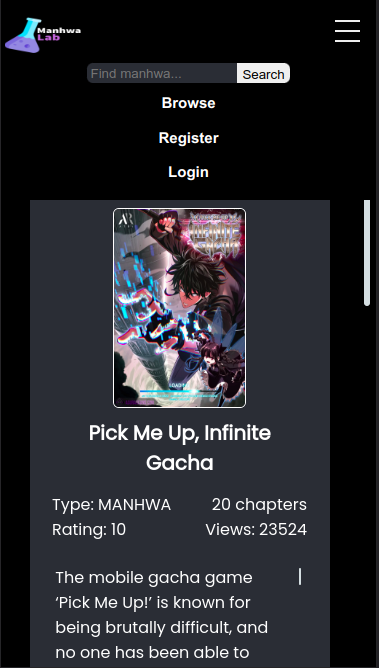 Manhwa
Lab
Find manhwa...
Search
Browse
Register
Login
INFINITE
GACHA
Pick Me Up, Infinite
Gacha
Type: MANHWA
20 chapters
Rating: 10
Views: 23524
The mobile gacha game
‘Pick Me Up!’ is known for
being brutally difficult, and
no one has been able to